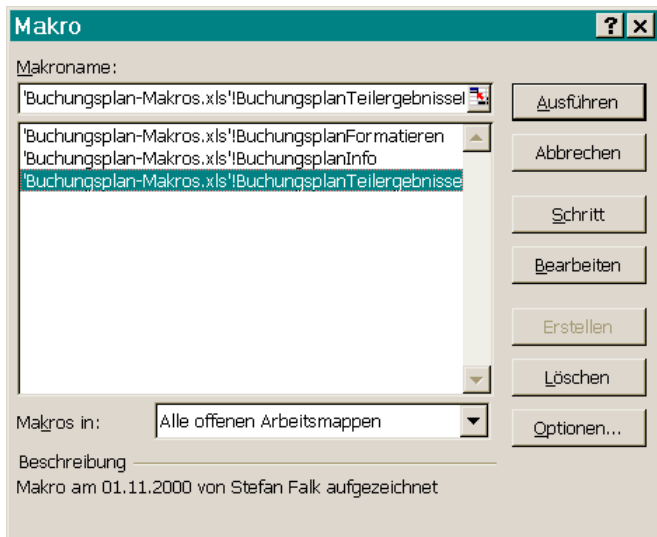 Makro
Makroname:
'Buchungsplan-Makros.xls'!BuchungsplanTeilergebnisse
Ausführen
'Buchungsplan-Makros.xls'!BuchungsplanFormatieren
'Buchungsplan-Makros.xls'!BuchungsplanInfo
'Buchungsplan-Makros.xls'!BuchungsplanTeilergebnisse
Abbrechen
Schritt
Bearbeiten
Erstellen
Löschen
Makros in:
Alle offenen Arbeitsmappen
Optionen...
Beschreibung
Makro am 01.11.2000 von Stefan Falk aufgezeichnet